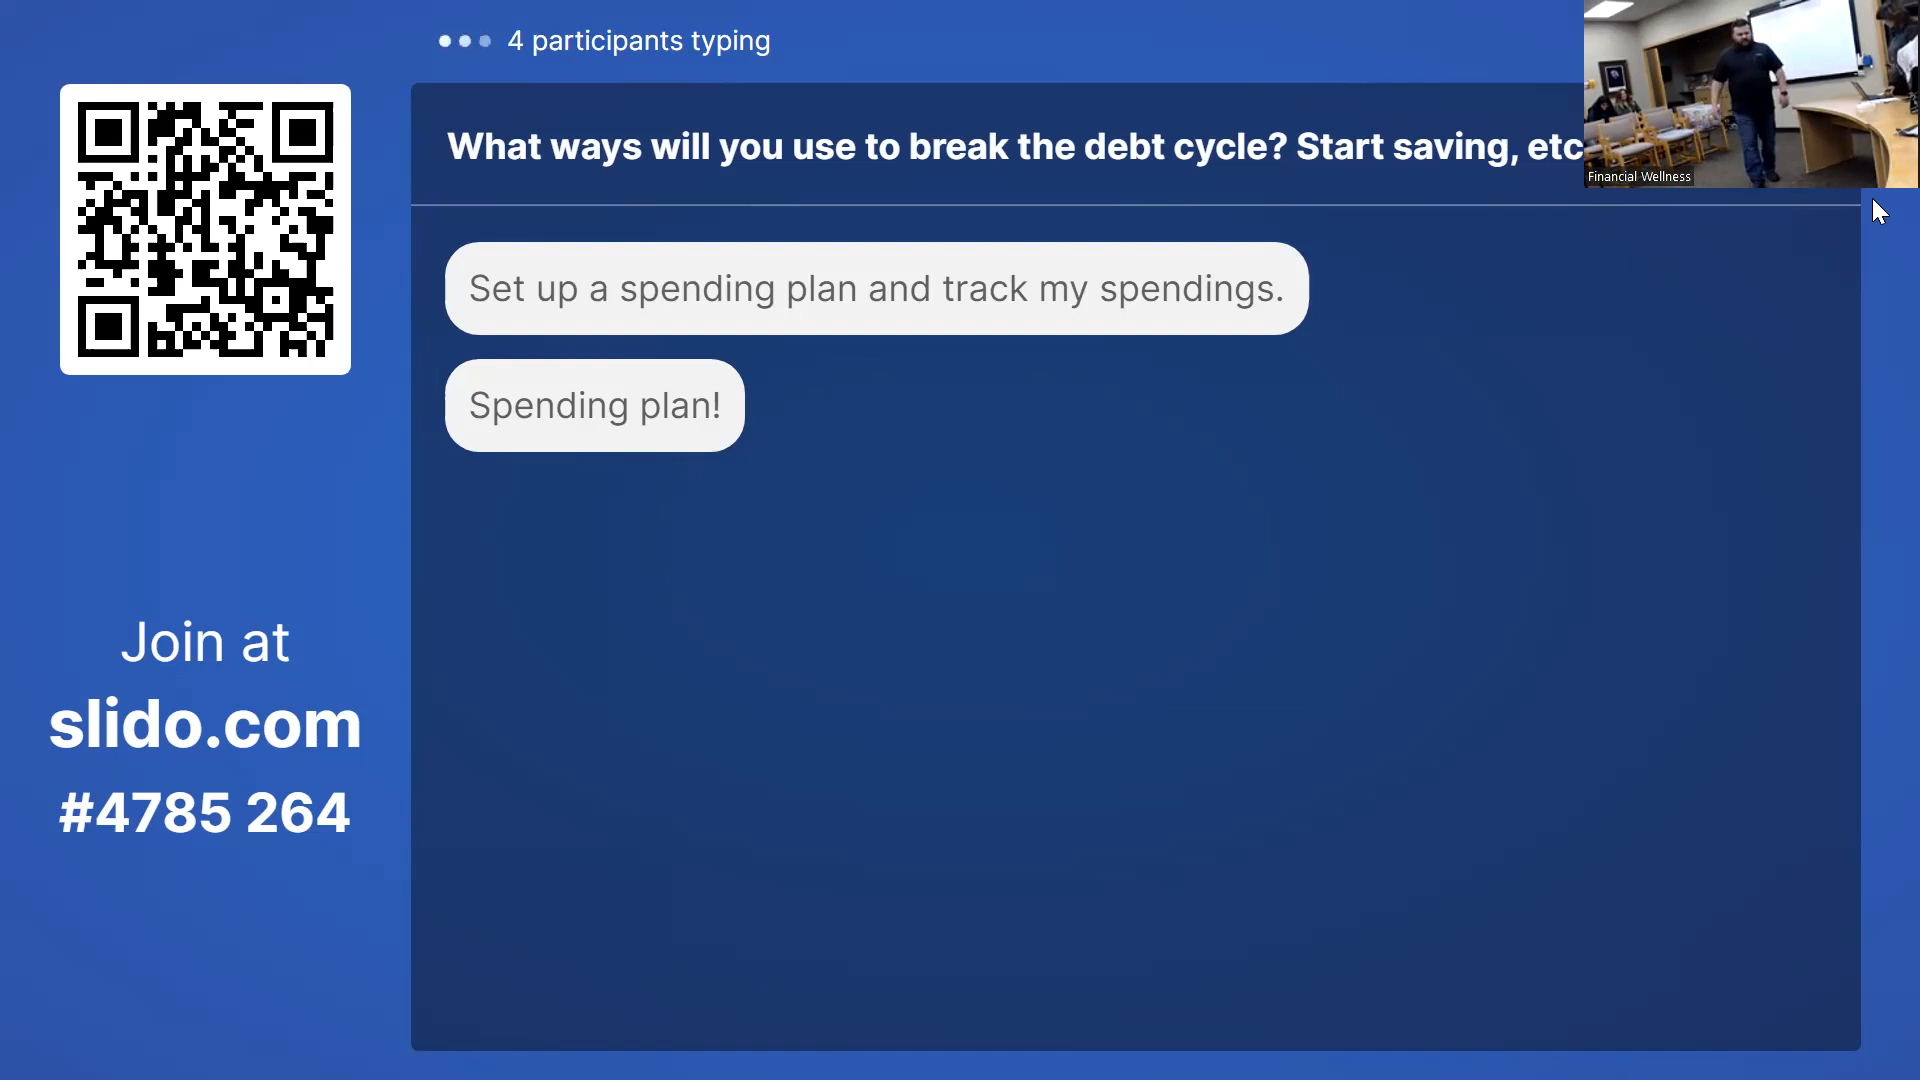 4 participants typing
What ways will you use to break the debt cycle? Start saving, etc
Financial Wellness
Set up a spending plan and track my spendings.
Spending plan!
Join at
slido.com
#4785 264